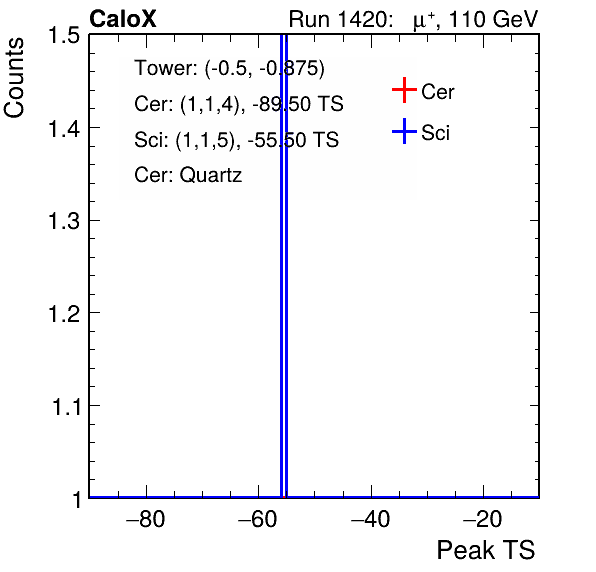 CaloX Run 1420: μ⁺, 110 GeV
Counts
1.5
1.4
1.3
1.2
1.1
1
Tower: (-0.5, -0.875)
Cer: (1,1,4), -89.50 TS
Sci: (1,1,5), -55.50 TS
Cer: Quartz
Cer
Sci
−80 −60 −40 −20
Peak TS